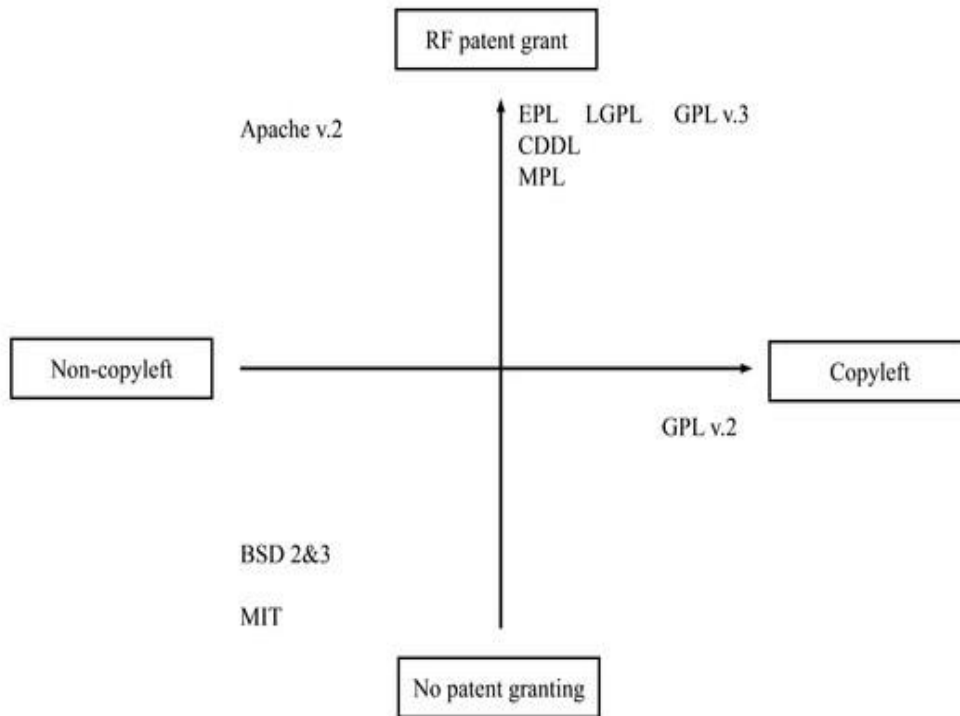 RF patent grant
Apache v.2
EPL LGPL GPL v.3
CDDL
MPL
Non-copyleft
Copyleft
GPL v.2
BSD 2&3
MIT
No patent granting